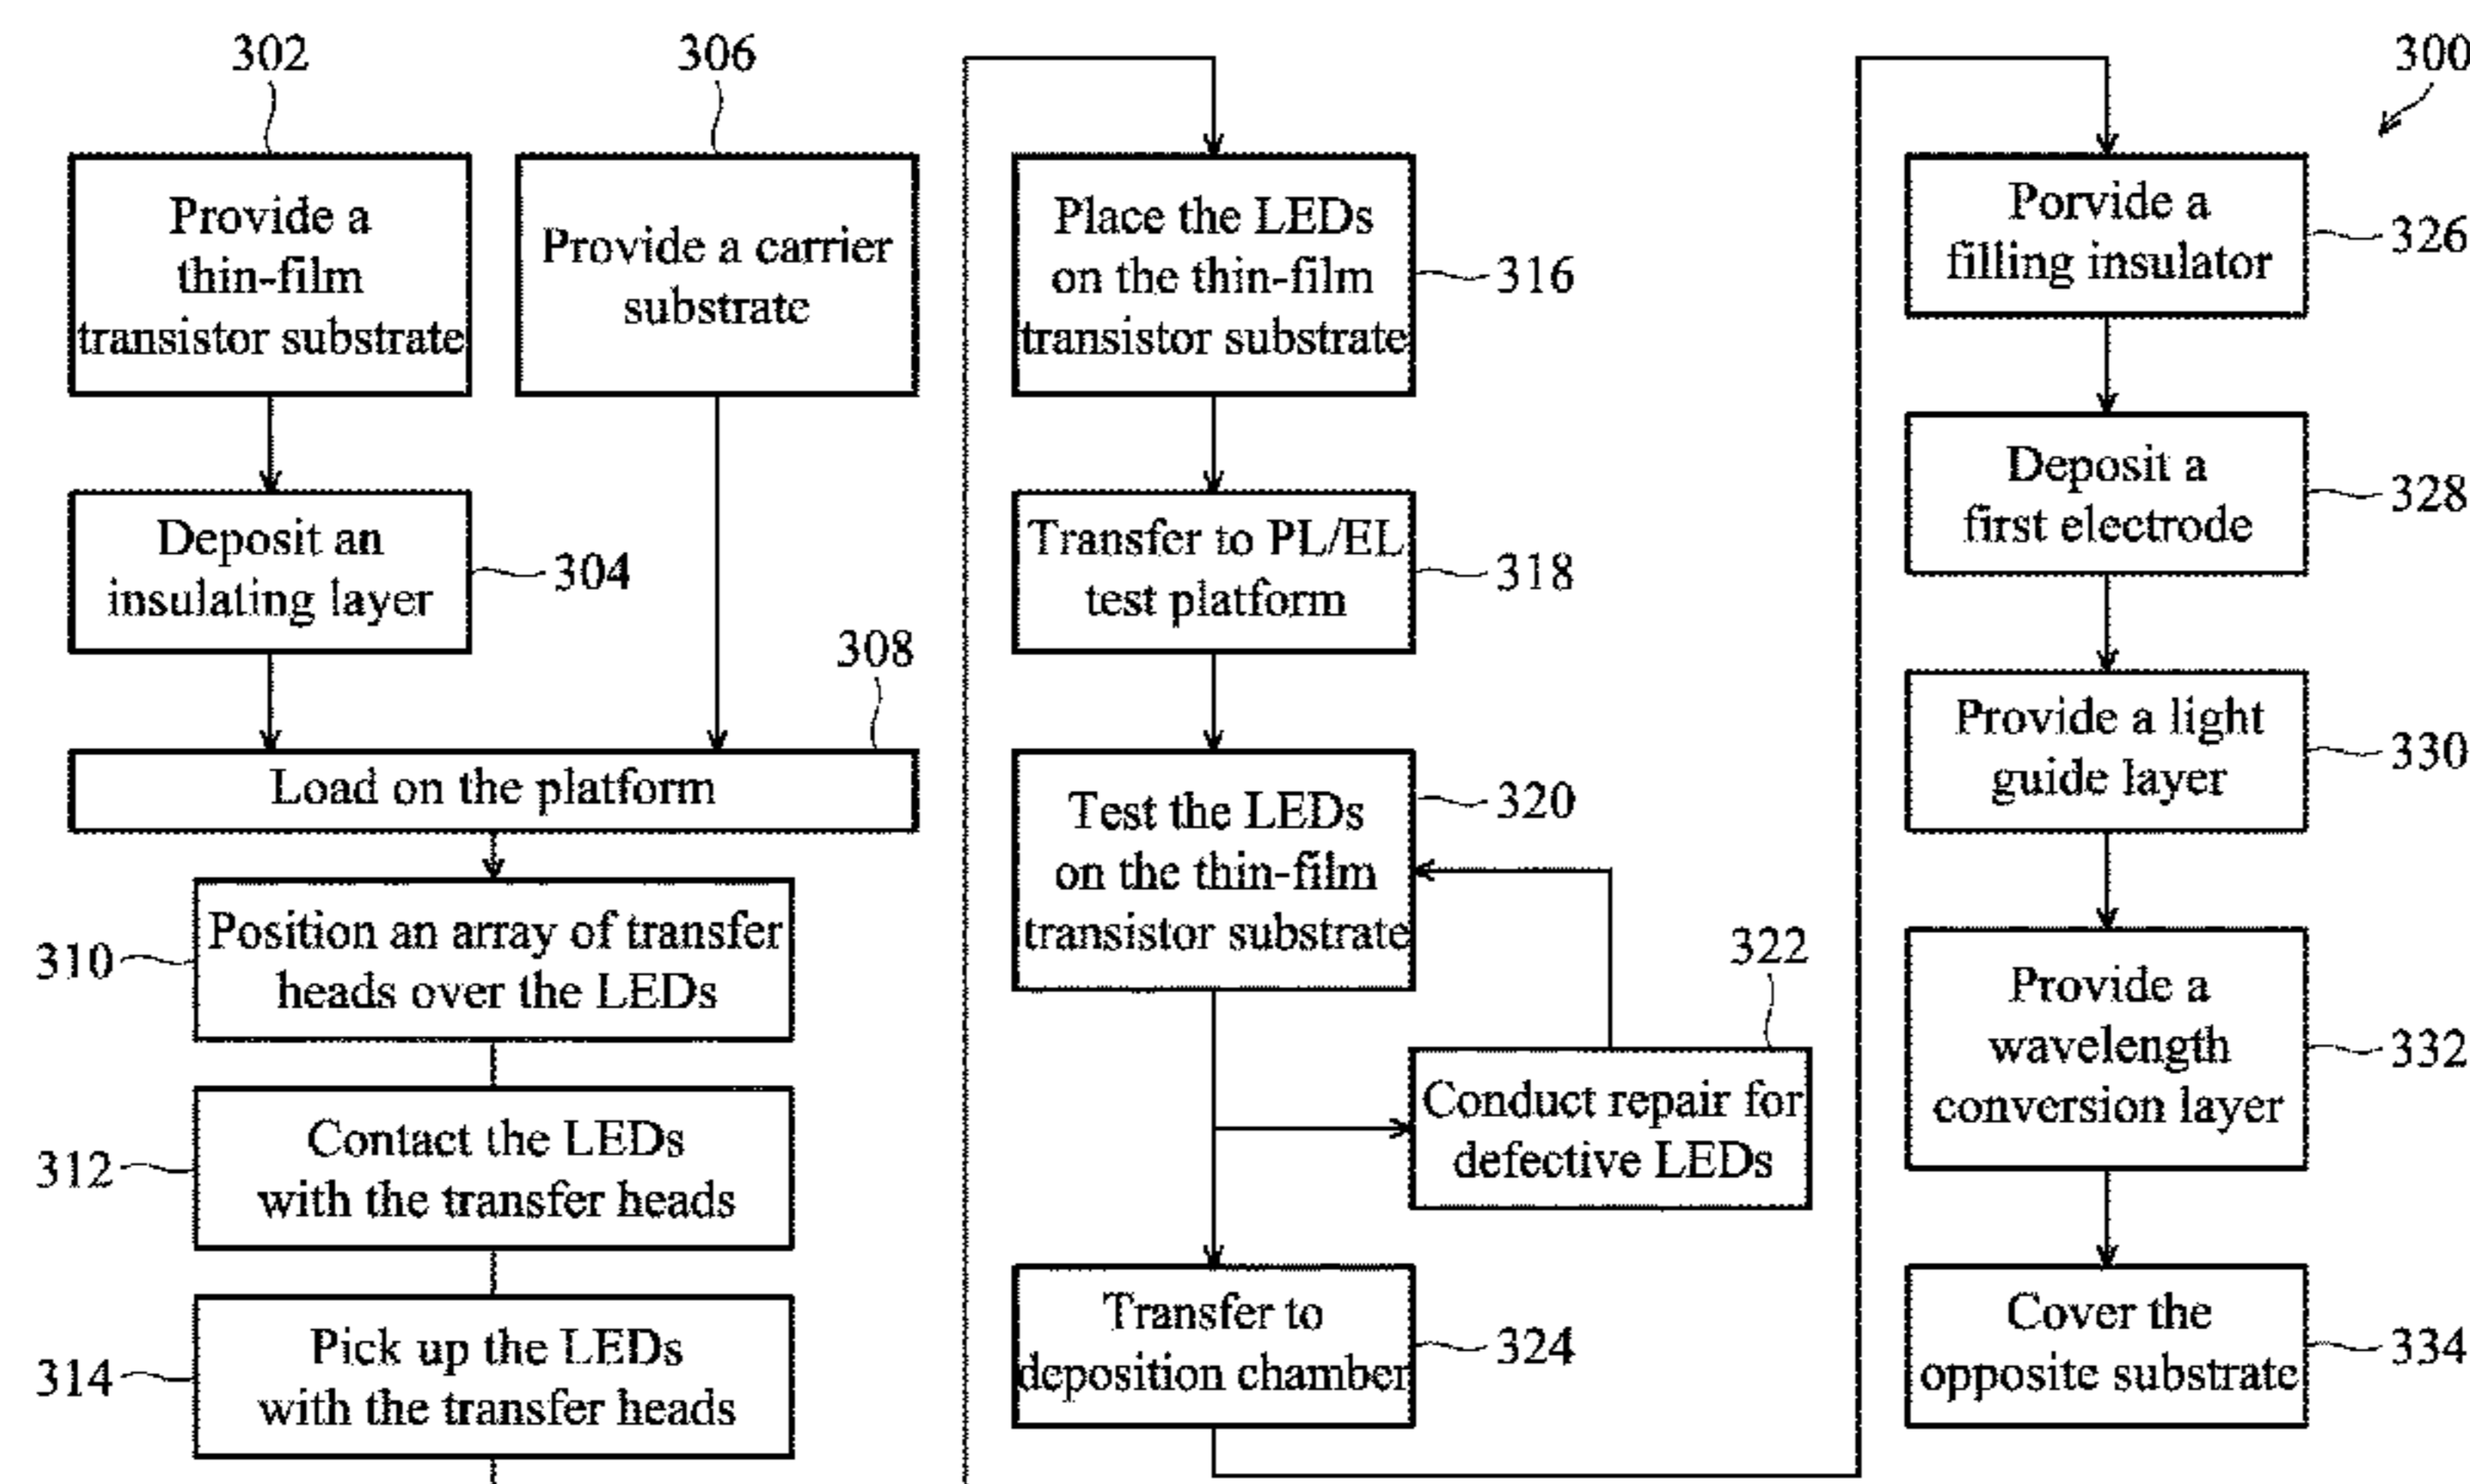 302
306
300
Provide a
thin-film
transistor substrate
Provide a carrier
substrate
Deposit an
insulating layer
304
308
Load on the platform
310
Position an array of transfer
heads over the LEDs
312
Contact the LEDs
with the transfer heads
314
Pick up the LEDs
with the transfer heads
Place the LEDs
on the thin-film
transistor substrate
316
Transfer to PL/EL
test platform
318
Test the LEDs
on the thin-film
transistor substrate
320
322
Conduct repair for
defective LEDs
Transfer to
deposition chamber
324
Porvide a
filling insulator
326
Deposit a
first electrode
328
Provide a light
guide layer
330
Provide a
wavelength
conversion layer
332
Cover the
opposite substrate
334